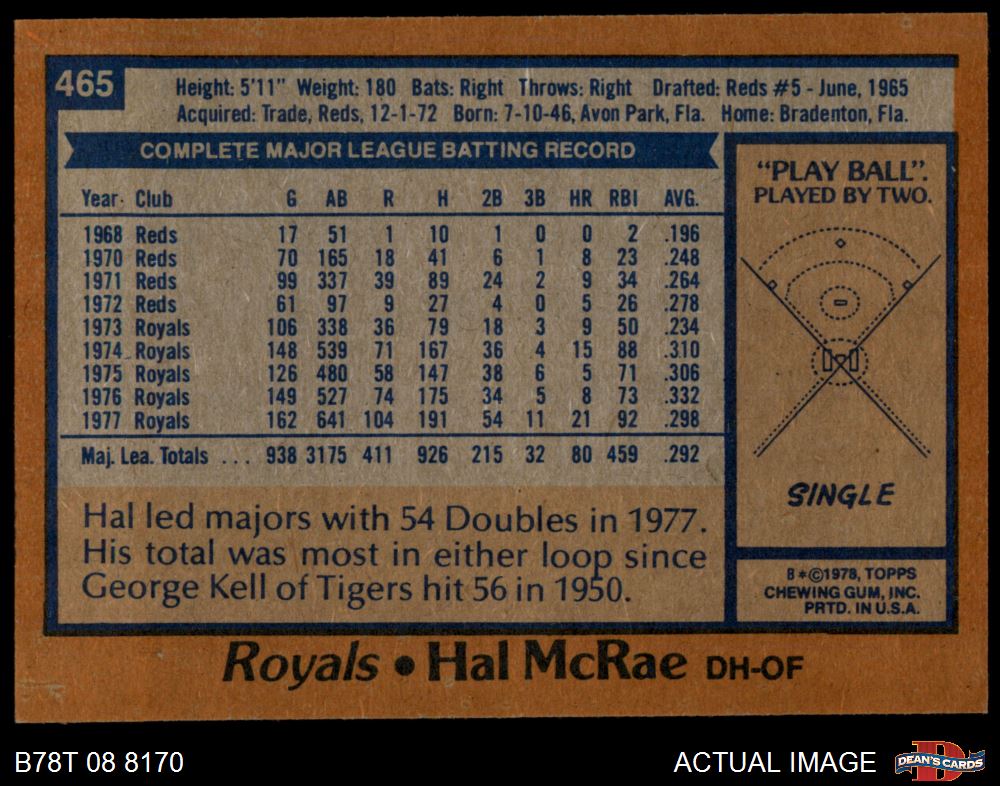 465
Height: 5'11" Weight: 180 Bats: Right Throws: Right Drafted: Reds #5 - June, 1965
Acquired: Trade, Reds, 12-1-72 Born: 7-10-46, Avon Park, Fla. Home: Bradenton, Fla.
COMPLETE MAJOR LEAGUE BATTING RECORD
Year Club G AB R H 2B 3B HR RBI AVG.
1968 Reds 17 51 1 10 1 0 0 2 .196
1970 Reds 70 165 18 41 6 1 8 23 .248
1971 Reds 99 337 39 89 24 2 9 34 .264
1972 Reds 61 97 9 27 4 0 5 26 .278
1973 Royals 106 338 36 79 18 3 9 50 .234
1974 Royals 148 539 71 167 36 4 15 88 .310
1975 Royals 126 480 58 147 38 6 5 71 .306
1976 Royals 149 527 74 175 34 5 8 73 .332
1977 Royals 162 641 104 191 54 11 21 92 .298
Maj. Lea. Totals ... 938 3175 411 926 215 32 80 459 .292
Hal led majors with 54 Doubles in 1977.
His total was most in either loop since
George Kell of Tigers hit 56 in 1950.
"PLAY BALL".
PLAYED BY TWO.
SINGLE
B*©1978, TOPPS
CHEWING GUM, INC.
PRTD. IN U.S.A.
Royals • Hal McRae DH-OF
B78T 08 8170
ACTUAL IMAGE
D
DEAN'S CARDS